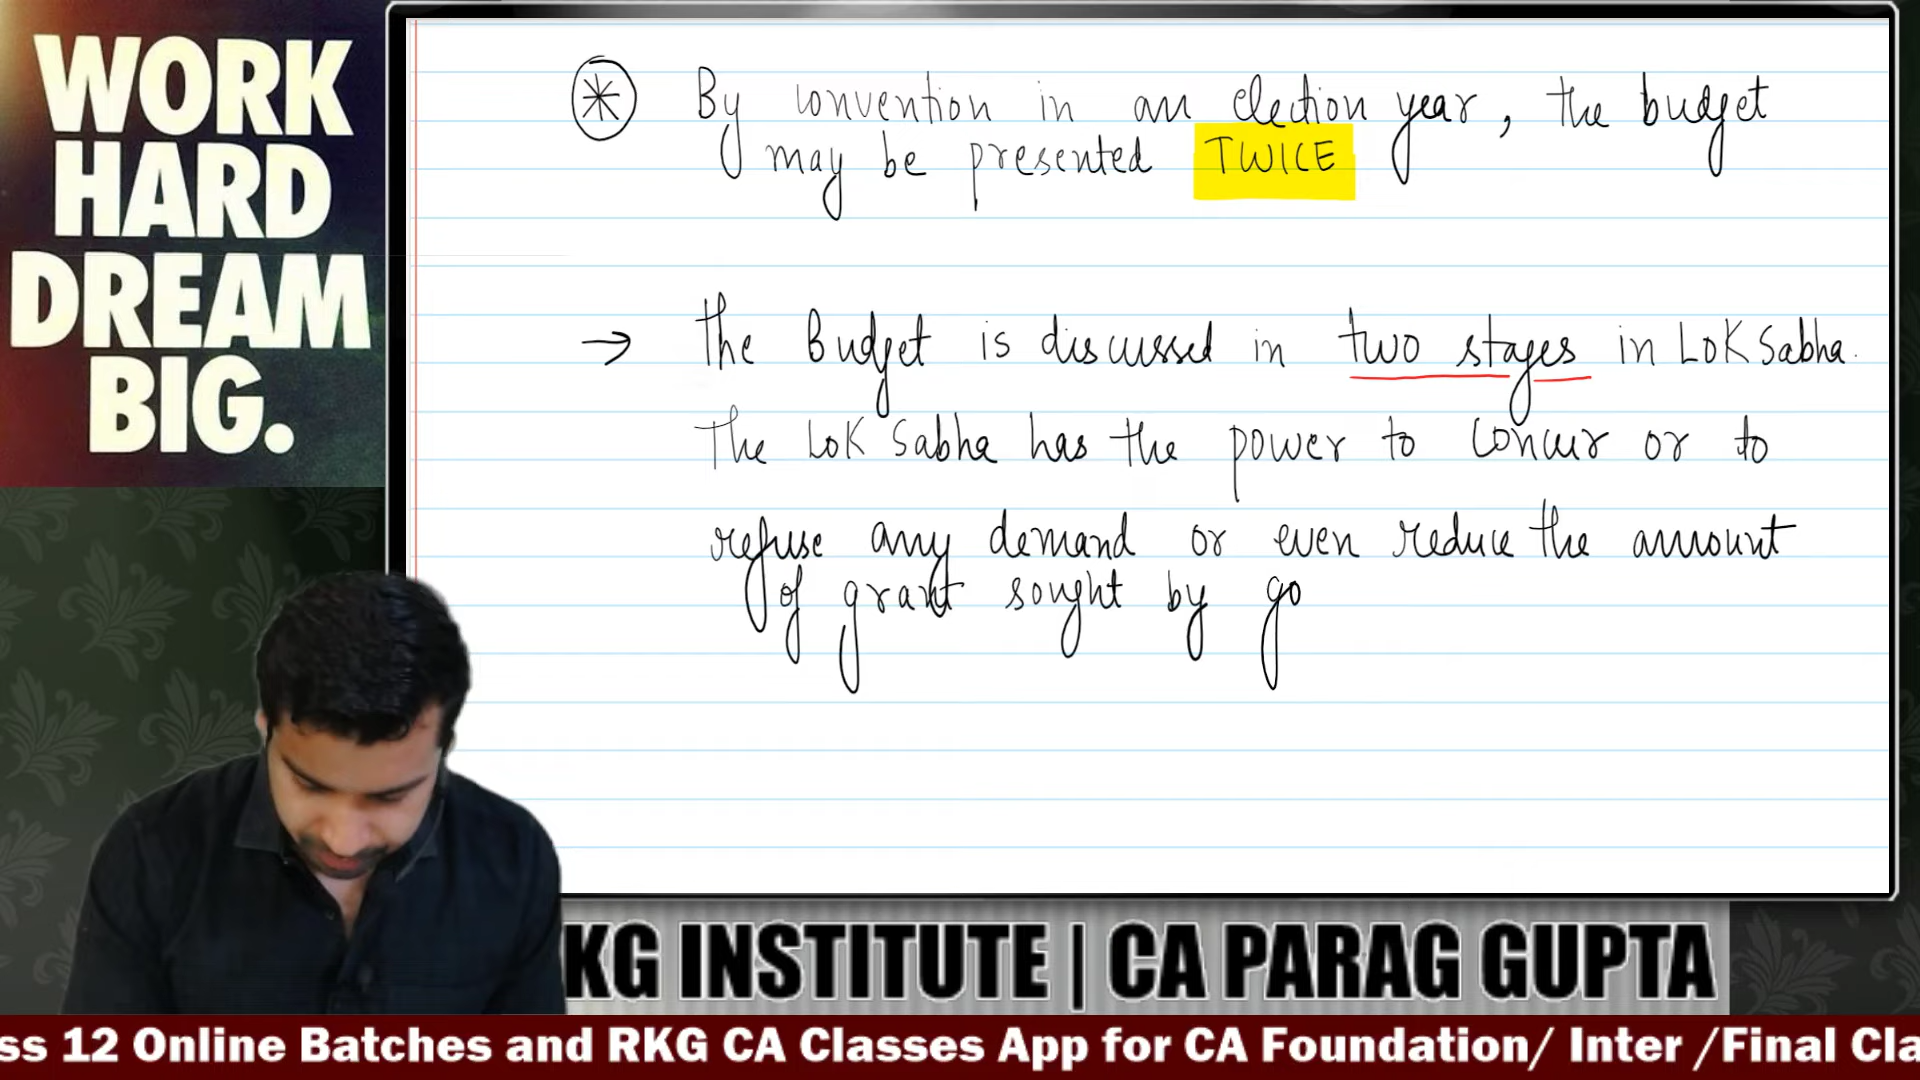 WORK
HARD
DREAM
BIG.
* By convention in an election year, the budget
may be presented TWICE
→ The Budget is discussed in two stages in Lok Sabha.
The Lok Sabha has the power to concur or to
refuse any demand or even reduce the amount
of grant sought by go
KG INSTITUTE | CA PARAG GUPTA
ss 12 Online Batches and RKG CA Classes App for CA Foundation/ Inter /Final Cla